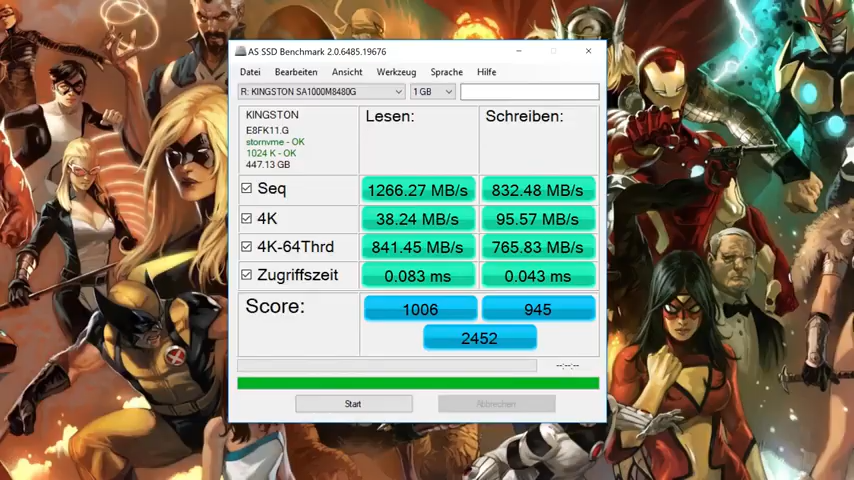 AS SSD Benchmark 2.0.6485.19676
Datei Bearbeiten Ansicht Werkzeug Sprache Hilfe
R: KINGSTON SA1000M8480G 1 GB
KINGSTON Lesen: Schreiben:
E8FK11.G
stornvme - OK
1024 K - OK
447.13 GB
Seq 1266.27 MB/s 832.48 MB/s
4K 38.24 MB/s 95.57 MB/s
4K-64Thrd 841.45 MB/s 765.83 MB/s
Zugriffszeit 0.083 ms 0.043 ms
Score: 1006 945
2452
--:--:--
Start Abbrechen